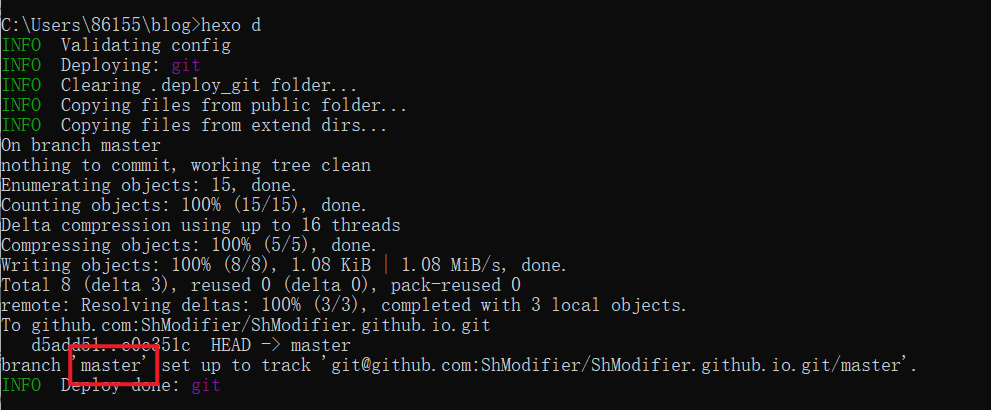 C:\Users\86155\blog>hexo d
INFO  Validating config
INFO  Deploying: git
INFO  Clearing .deploy_git folder...
INFO  Copying files from public folder...
INFO  Copying files from extend dirs...
On branch master
nothing to commit, working tree clean
Enumerating objects: 15, done.
Counting objects: 100% (15/15), done.
Delta compression using up to 16 threads
Compressing objects: 100% (5/5), done.
Writing objects: 100% (8/8), 1.08 KiB | 1.08 MiB/s, done.
Total 8 (delta 3), reused 0 (delta 0), pack-reused 0
remote: Resolving deltas: 100% (3/3), completed with 3 local objects.
To github.com:ShModifier/ShModifier.github.io.git
HEAD -> master
branch 'master' set up to track 'git@github.com:ShModifier/ShModifier.github.io.git/master'.
INFO  Deploy done: git